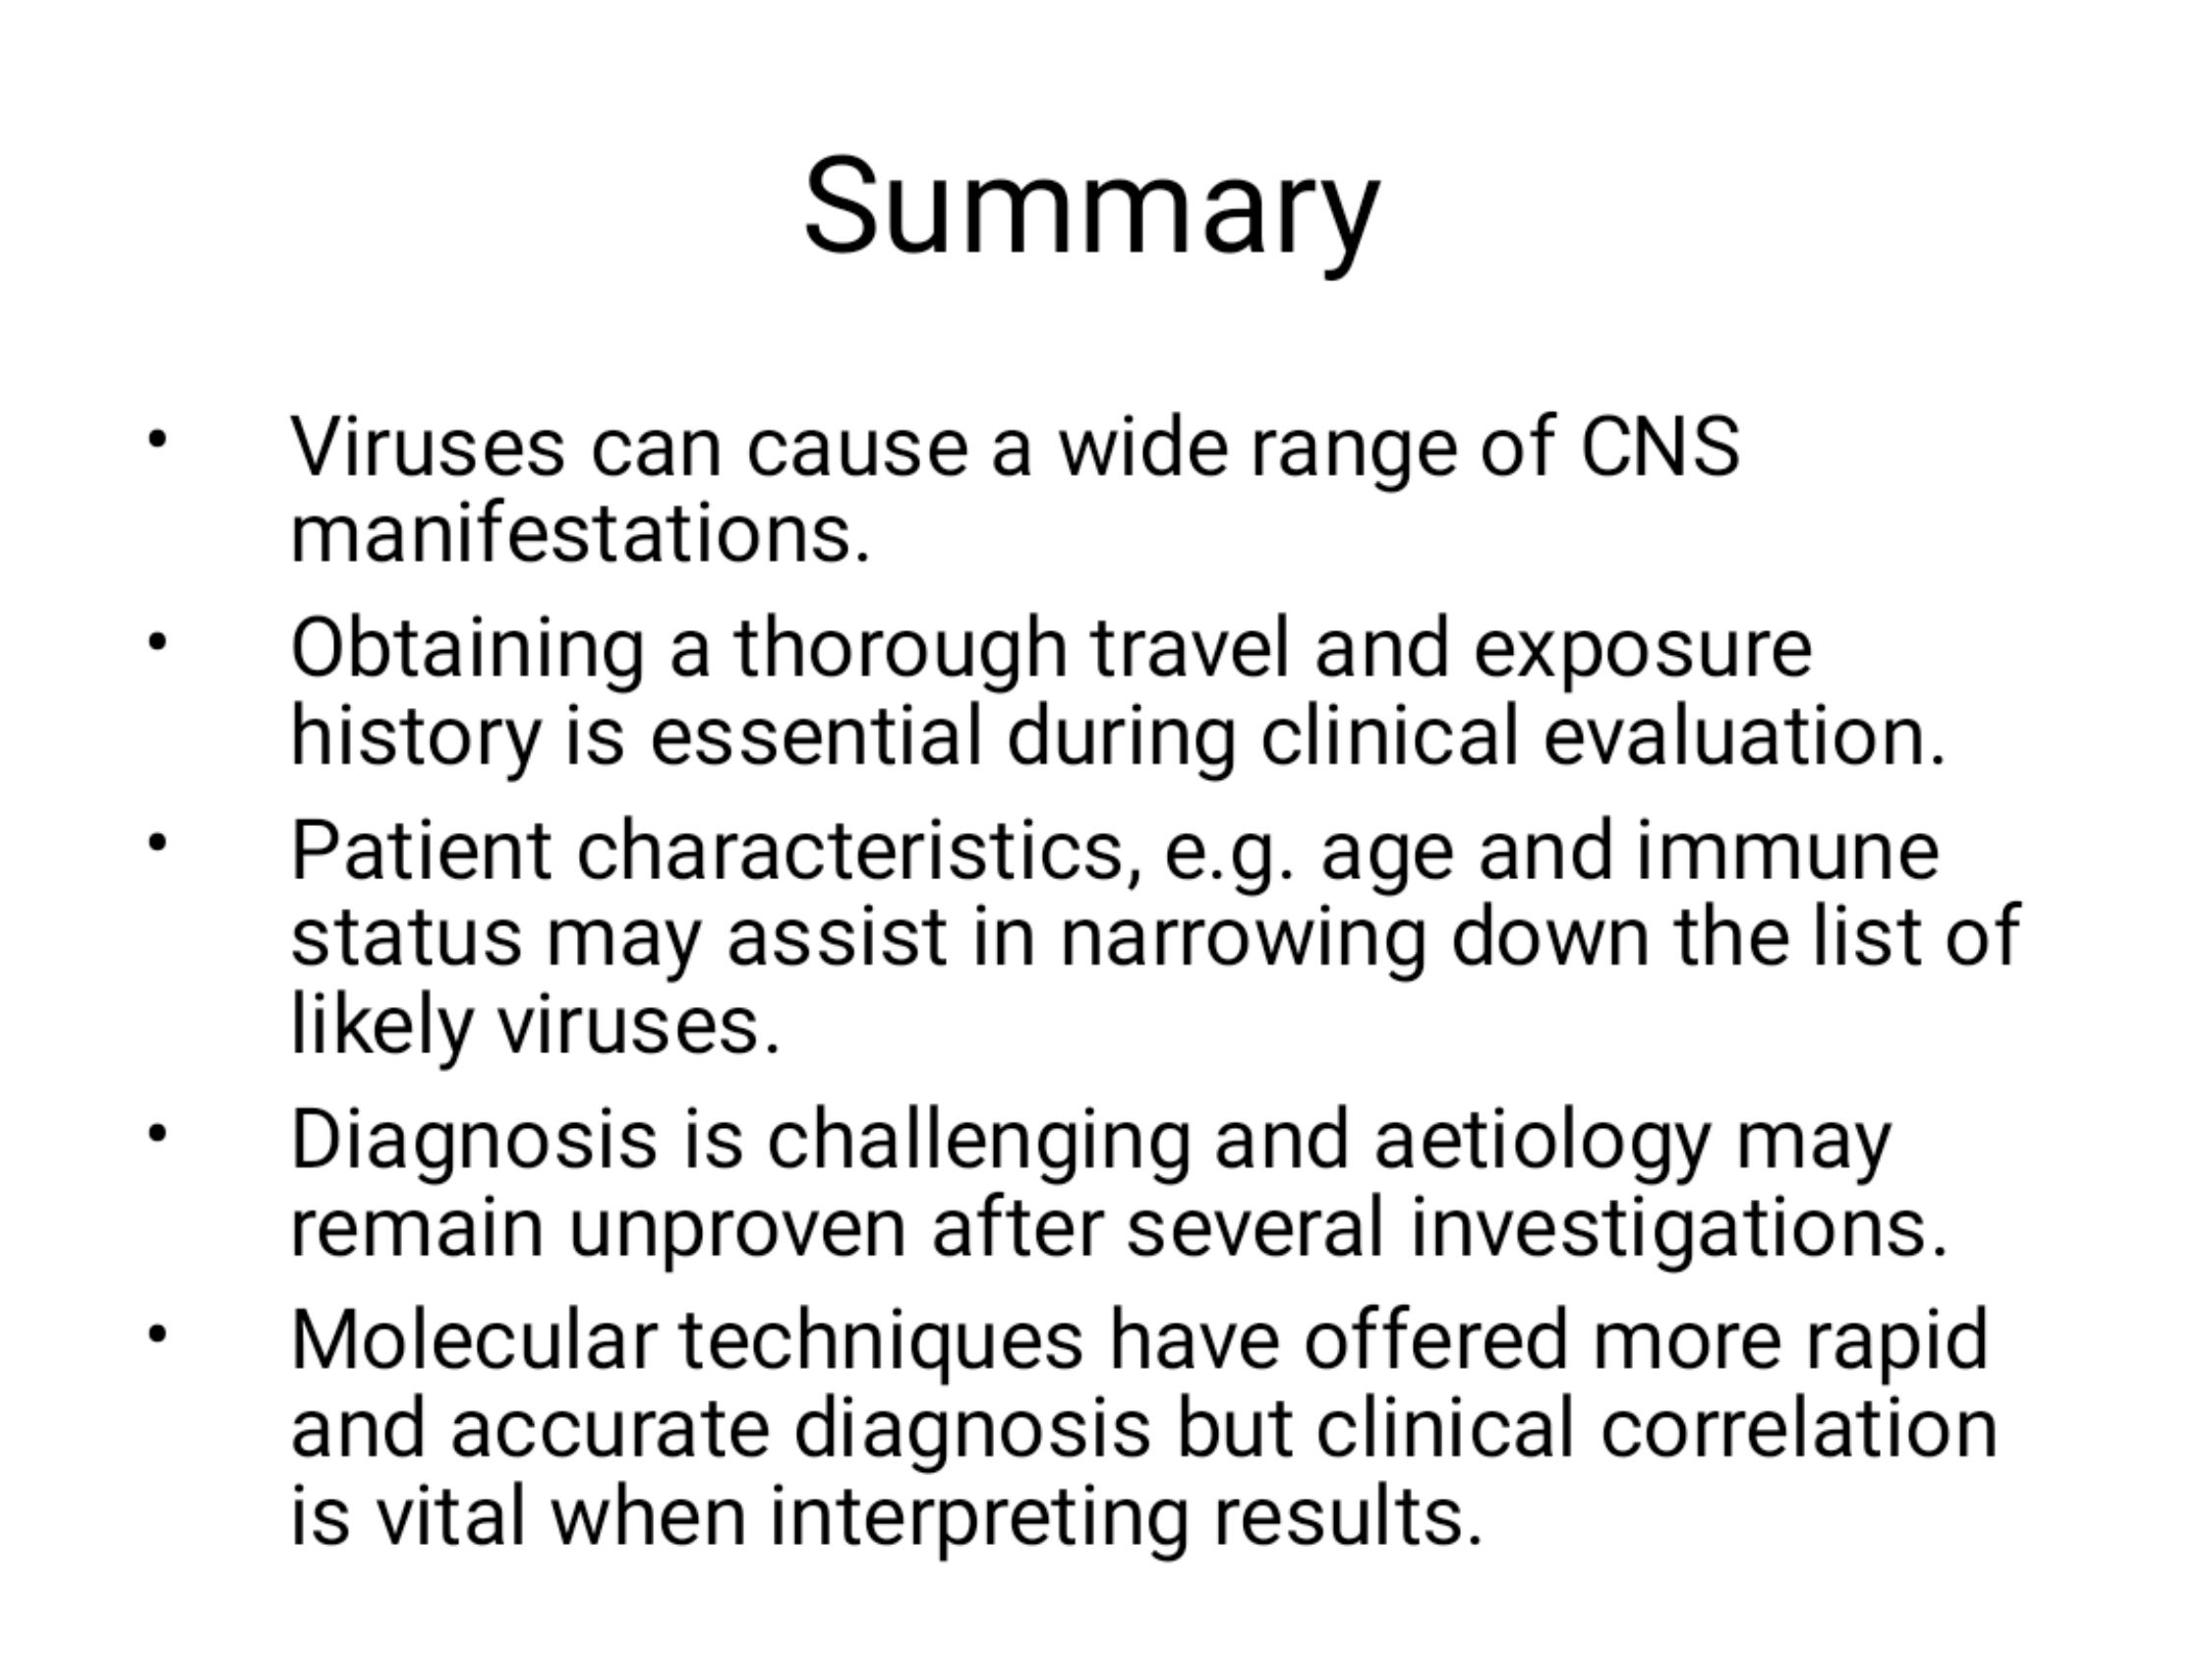 Summary
• Viruses can cause a wide range of CNS
manifestations.
• Obtaining a thorough travel and exposure
history is essential during clinical evaluation.
• Patient characteristics, e.g. age and immune
status may assist in narrowing down the list of
likely viruses.
• Diagnosis is challenging and aetiology may
remain unproven after several investigations.
• Molecular techniques have offered more rapid
and accurate diagnosis but clinical correlation
is vital when interpreting results.